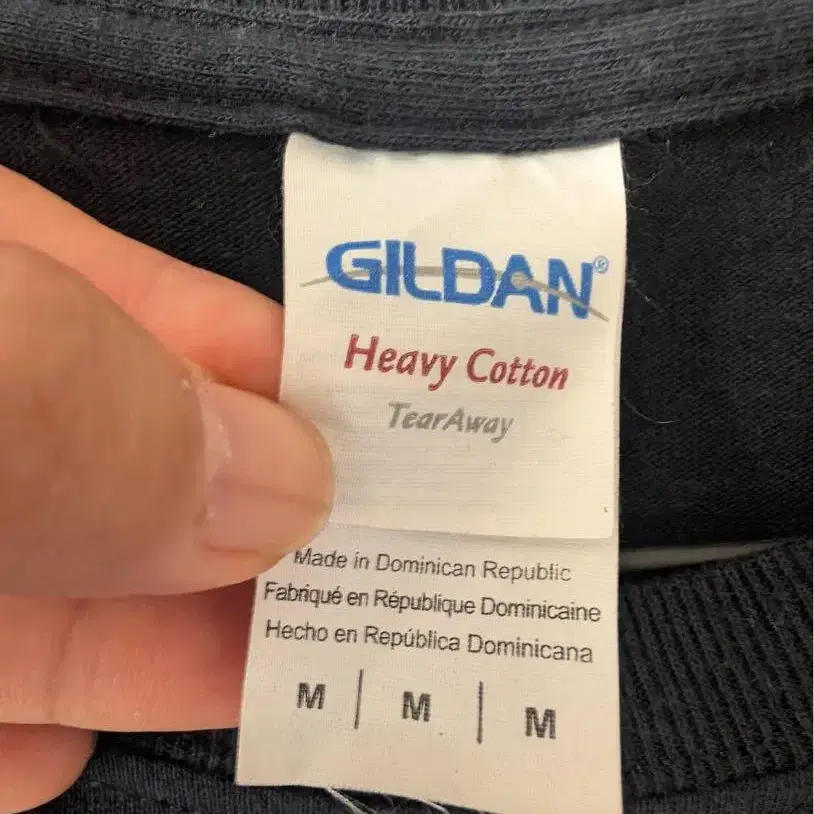 GILDAN®
Heavy Cotton
TearAway
Made in Dominican Republic
Fabriqué en République Dominicaine
Hecho en República Dominicana
M | M | M